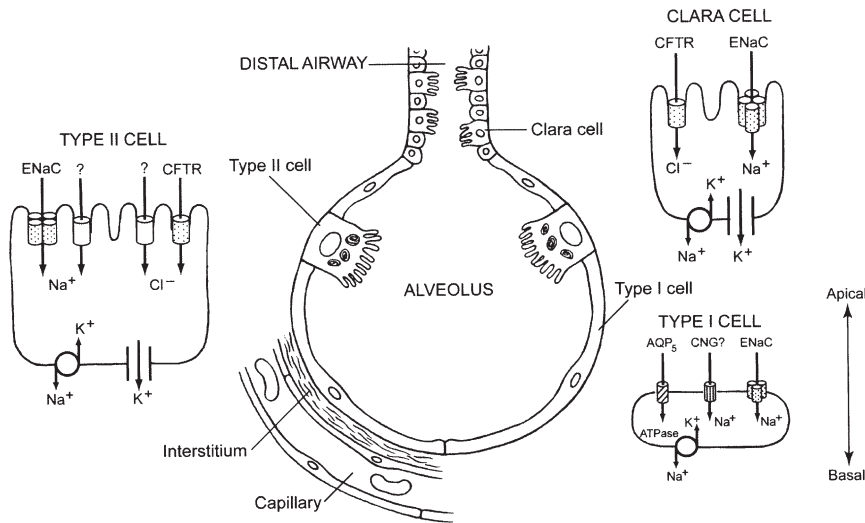 CLARA CELL
CFTR ENaC
Cl⁻
Na⁺
K⁺
Na⁺ K⁺
DISTAL AIRWAY
Clara cell
TYPE II CELL
ENaC ? ? CFTR
Na⁺ Cl⁻
K⁺
Na⁺ K⁺
Type II cell
ALVEOLUS
Type I cell
Interstitium
Capillary
TYPE I CELL
AQP₅ CNG? ENaC
K⁺ Na⁺ Na⁺
ATPase
Na⁺
Apical
Basal